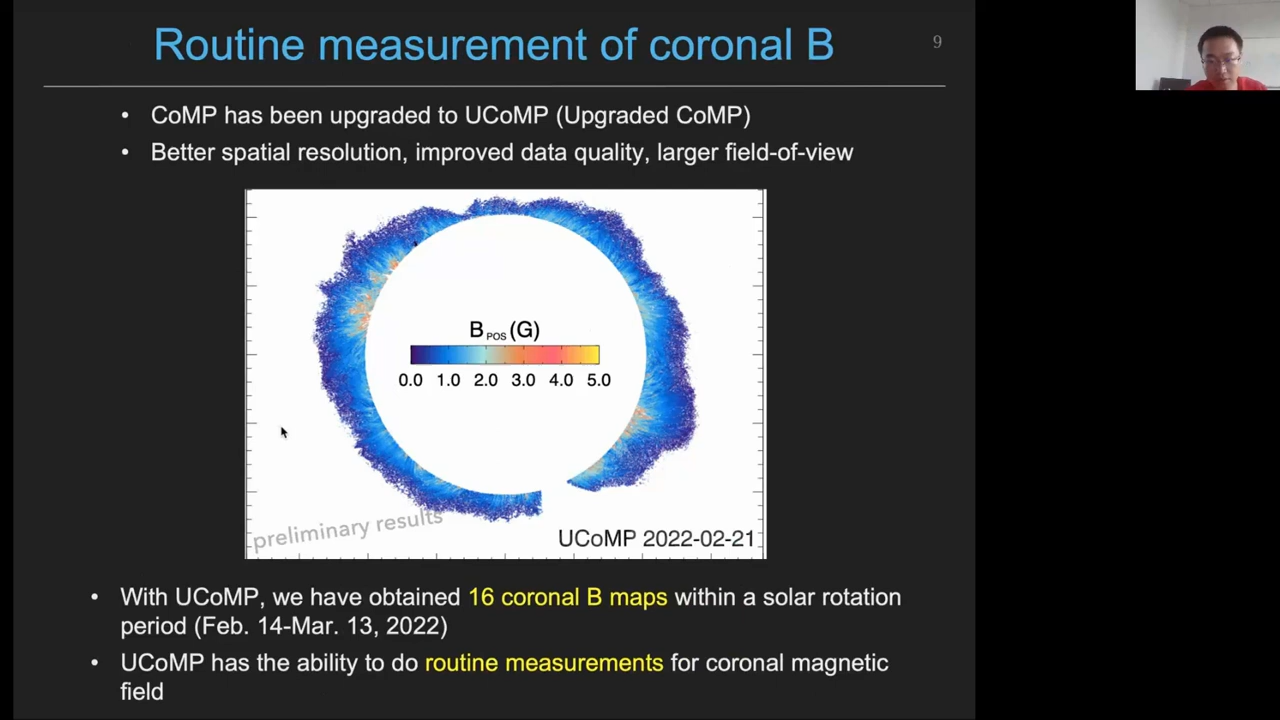 Routine measurement of coronal B
9
• CoMP has been upgraded to UCoMP (Upgraded CoMP)
• Better spatial resolution, improved data quality, larger field-of-view
B POS (G)
0.0 1.0 2.0 3.0 4.0 5.0
preliminary results
UCoMP 2022-02-21
• With UCoMP, we have obtained 16 coronal B maps within a solar rotation
period (Feb. 14-Mar. 13, 2022)
• UCoMP has the ability to do routine measurements for coronal magnetic
field